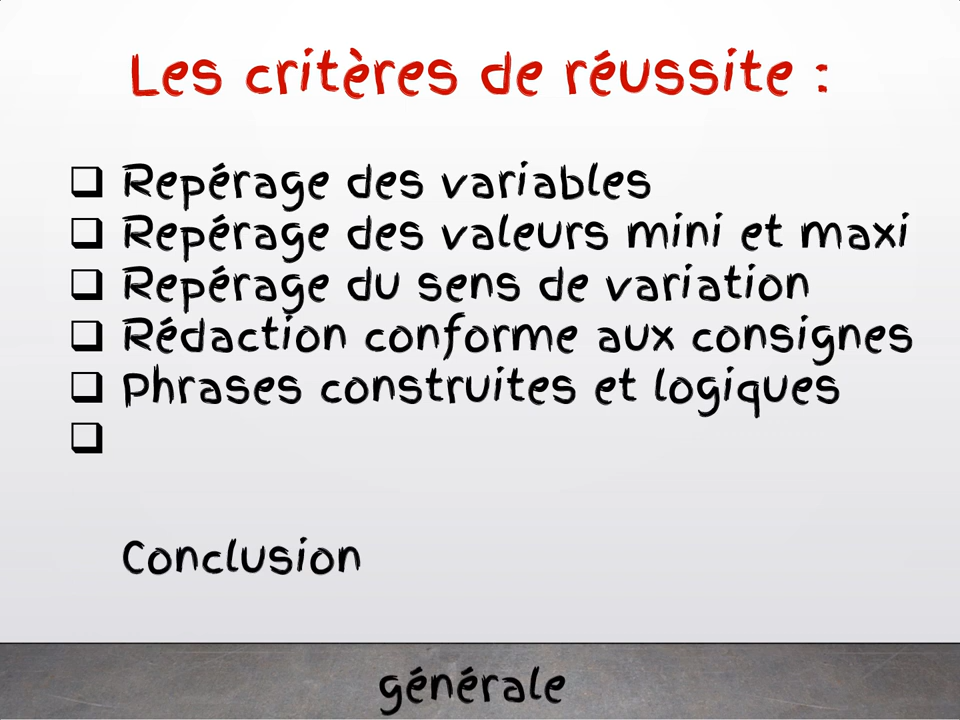 Les critères de réussite :
❑ Repérage des variables
❑ Repérage des valeurs mini et maxi
❑ Repérage du sens de variation
❑ Rédaction conforme aux consignes
❑ Phrases construites et logiques
❑
Conclusion
générale